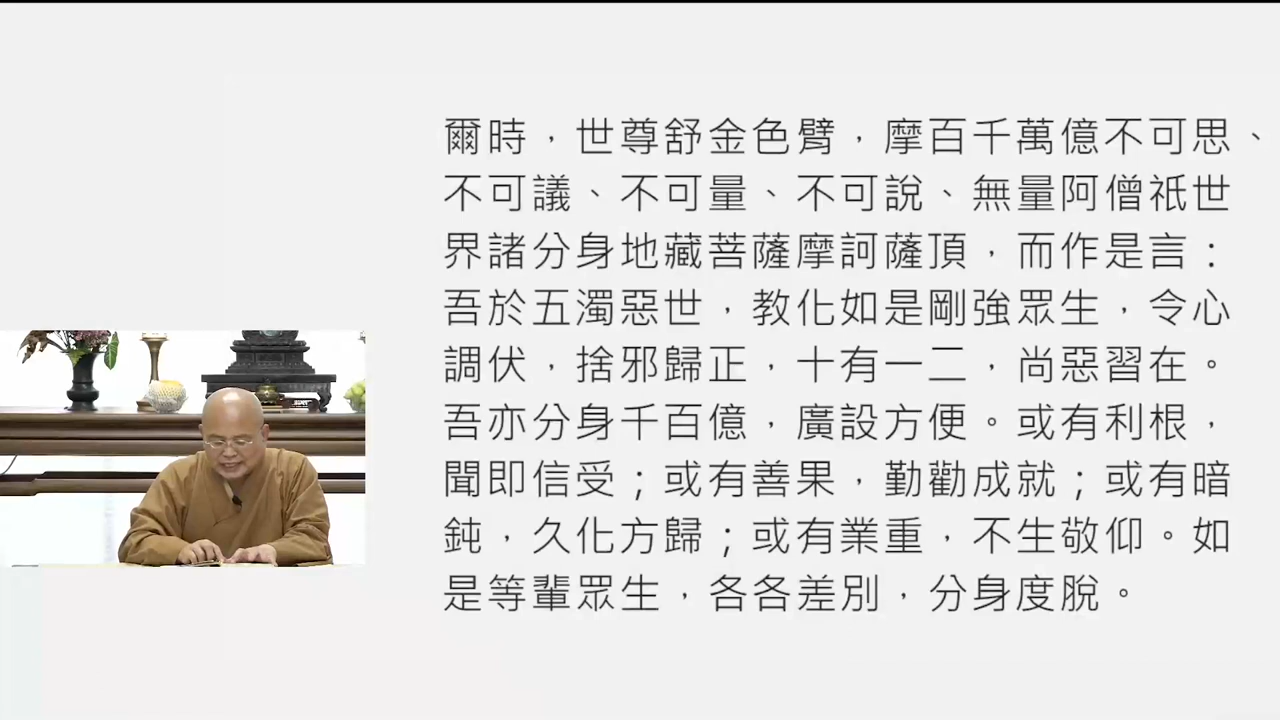 爾時，世尊舒金色臂，摩百千萬億不可思、
不可議、不可量、不可說、無量阿僧祇世
界諸分身地藏菩薩摩訶薩頂，而作是言：
吾於五濁惡世，教化如是剛強眾生，令心
調伏，捨邪歸正，十有一二，尚惡習在。
吾亦分身千百億，廣設方便。或有利根，
聞即信受；或有善果，勤勸成就；或有暗
鈍，久化方歸；或有業重，不生敬仰。如
是等輩眾生，各各差別，分身度脫。